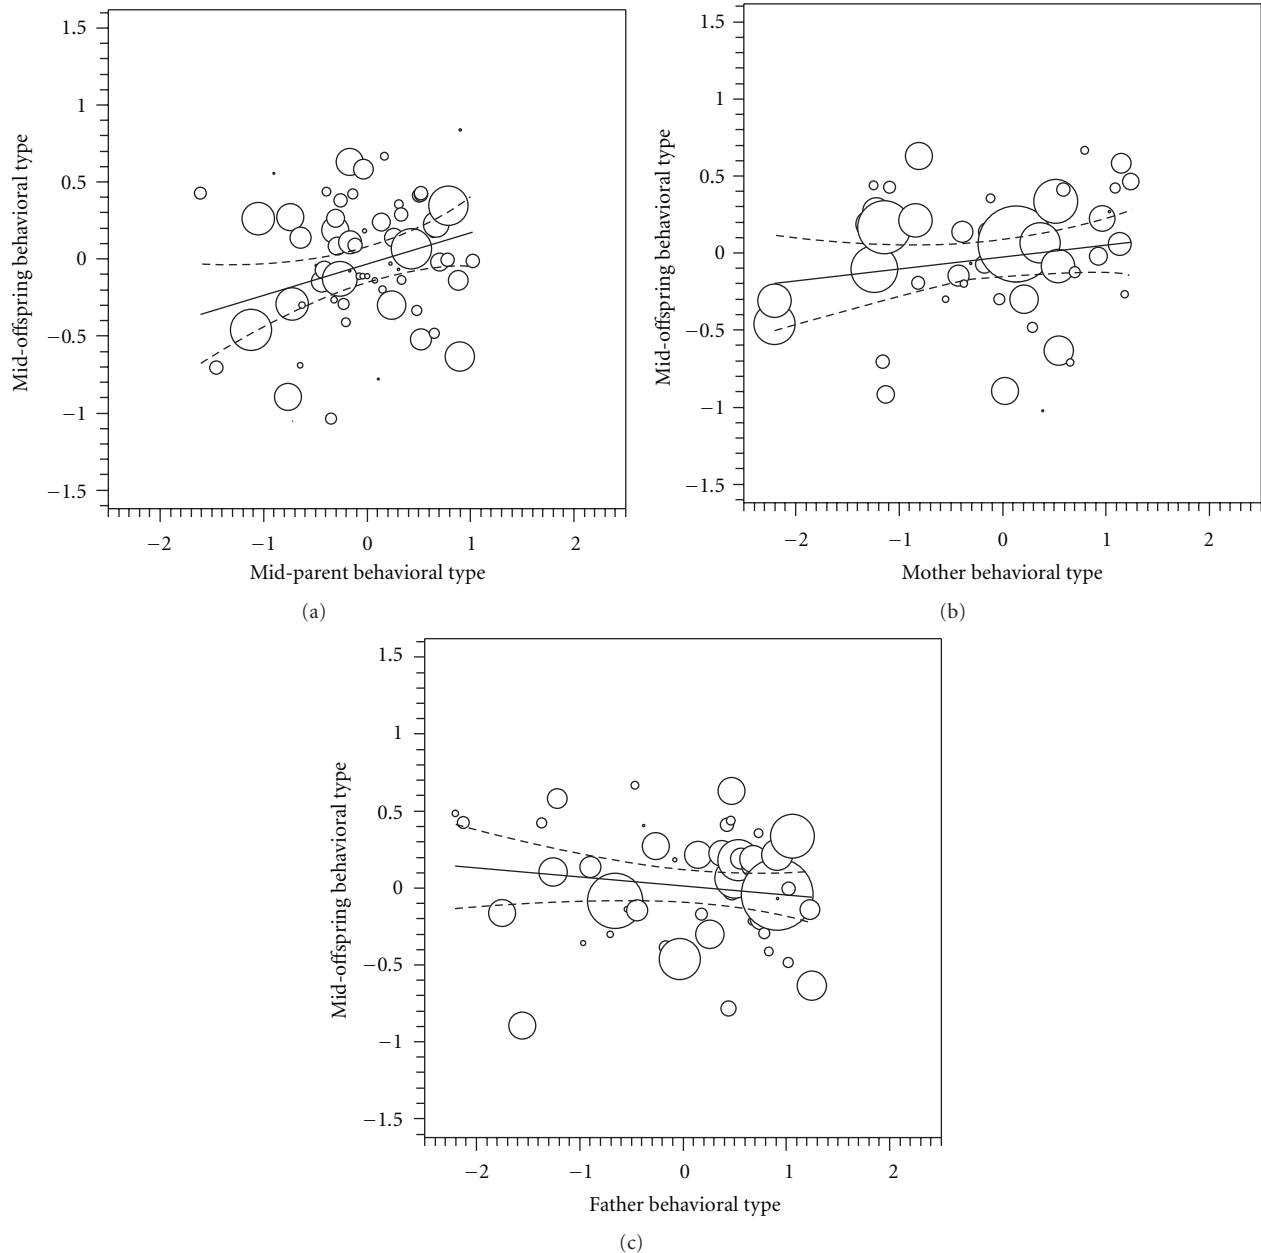 1.5
1
0.5
0
−0.5
−1
−1.5
Mid-offspring behavioral type
−2 −1 0 1 2
Mid-parent behavioral type
(a)
1.5
1
0.5
0
−0.5
−1
−1.5
Mid-offspring behavioral type
−2 −1 0 1 2
Mother behavioral type
(b)
1.5
1
0.5
0
−0.5
−1
−1.5
Mid-offspring behavioral type
−2 −1 0 1 2
Father behavioral type
(c)